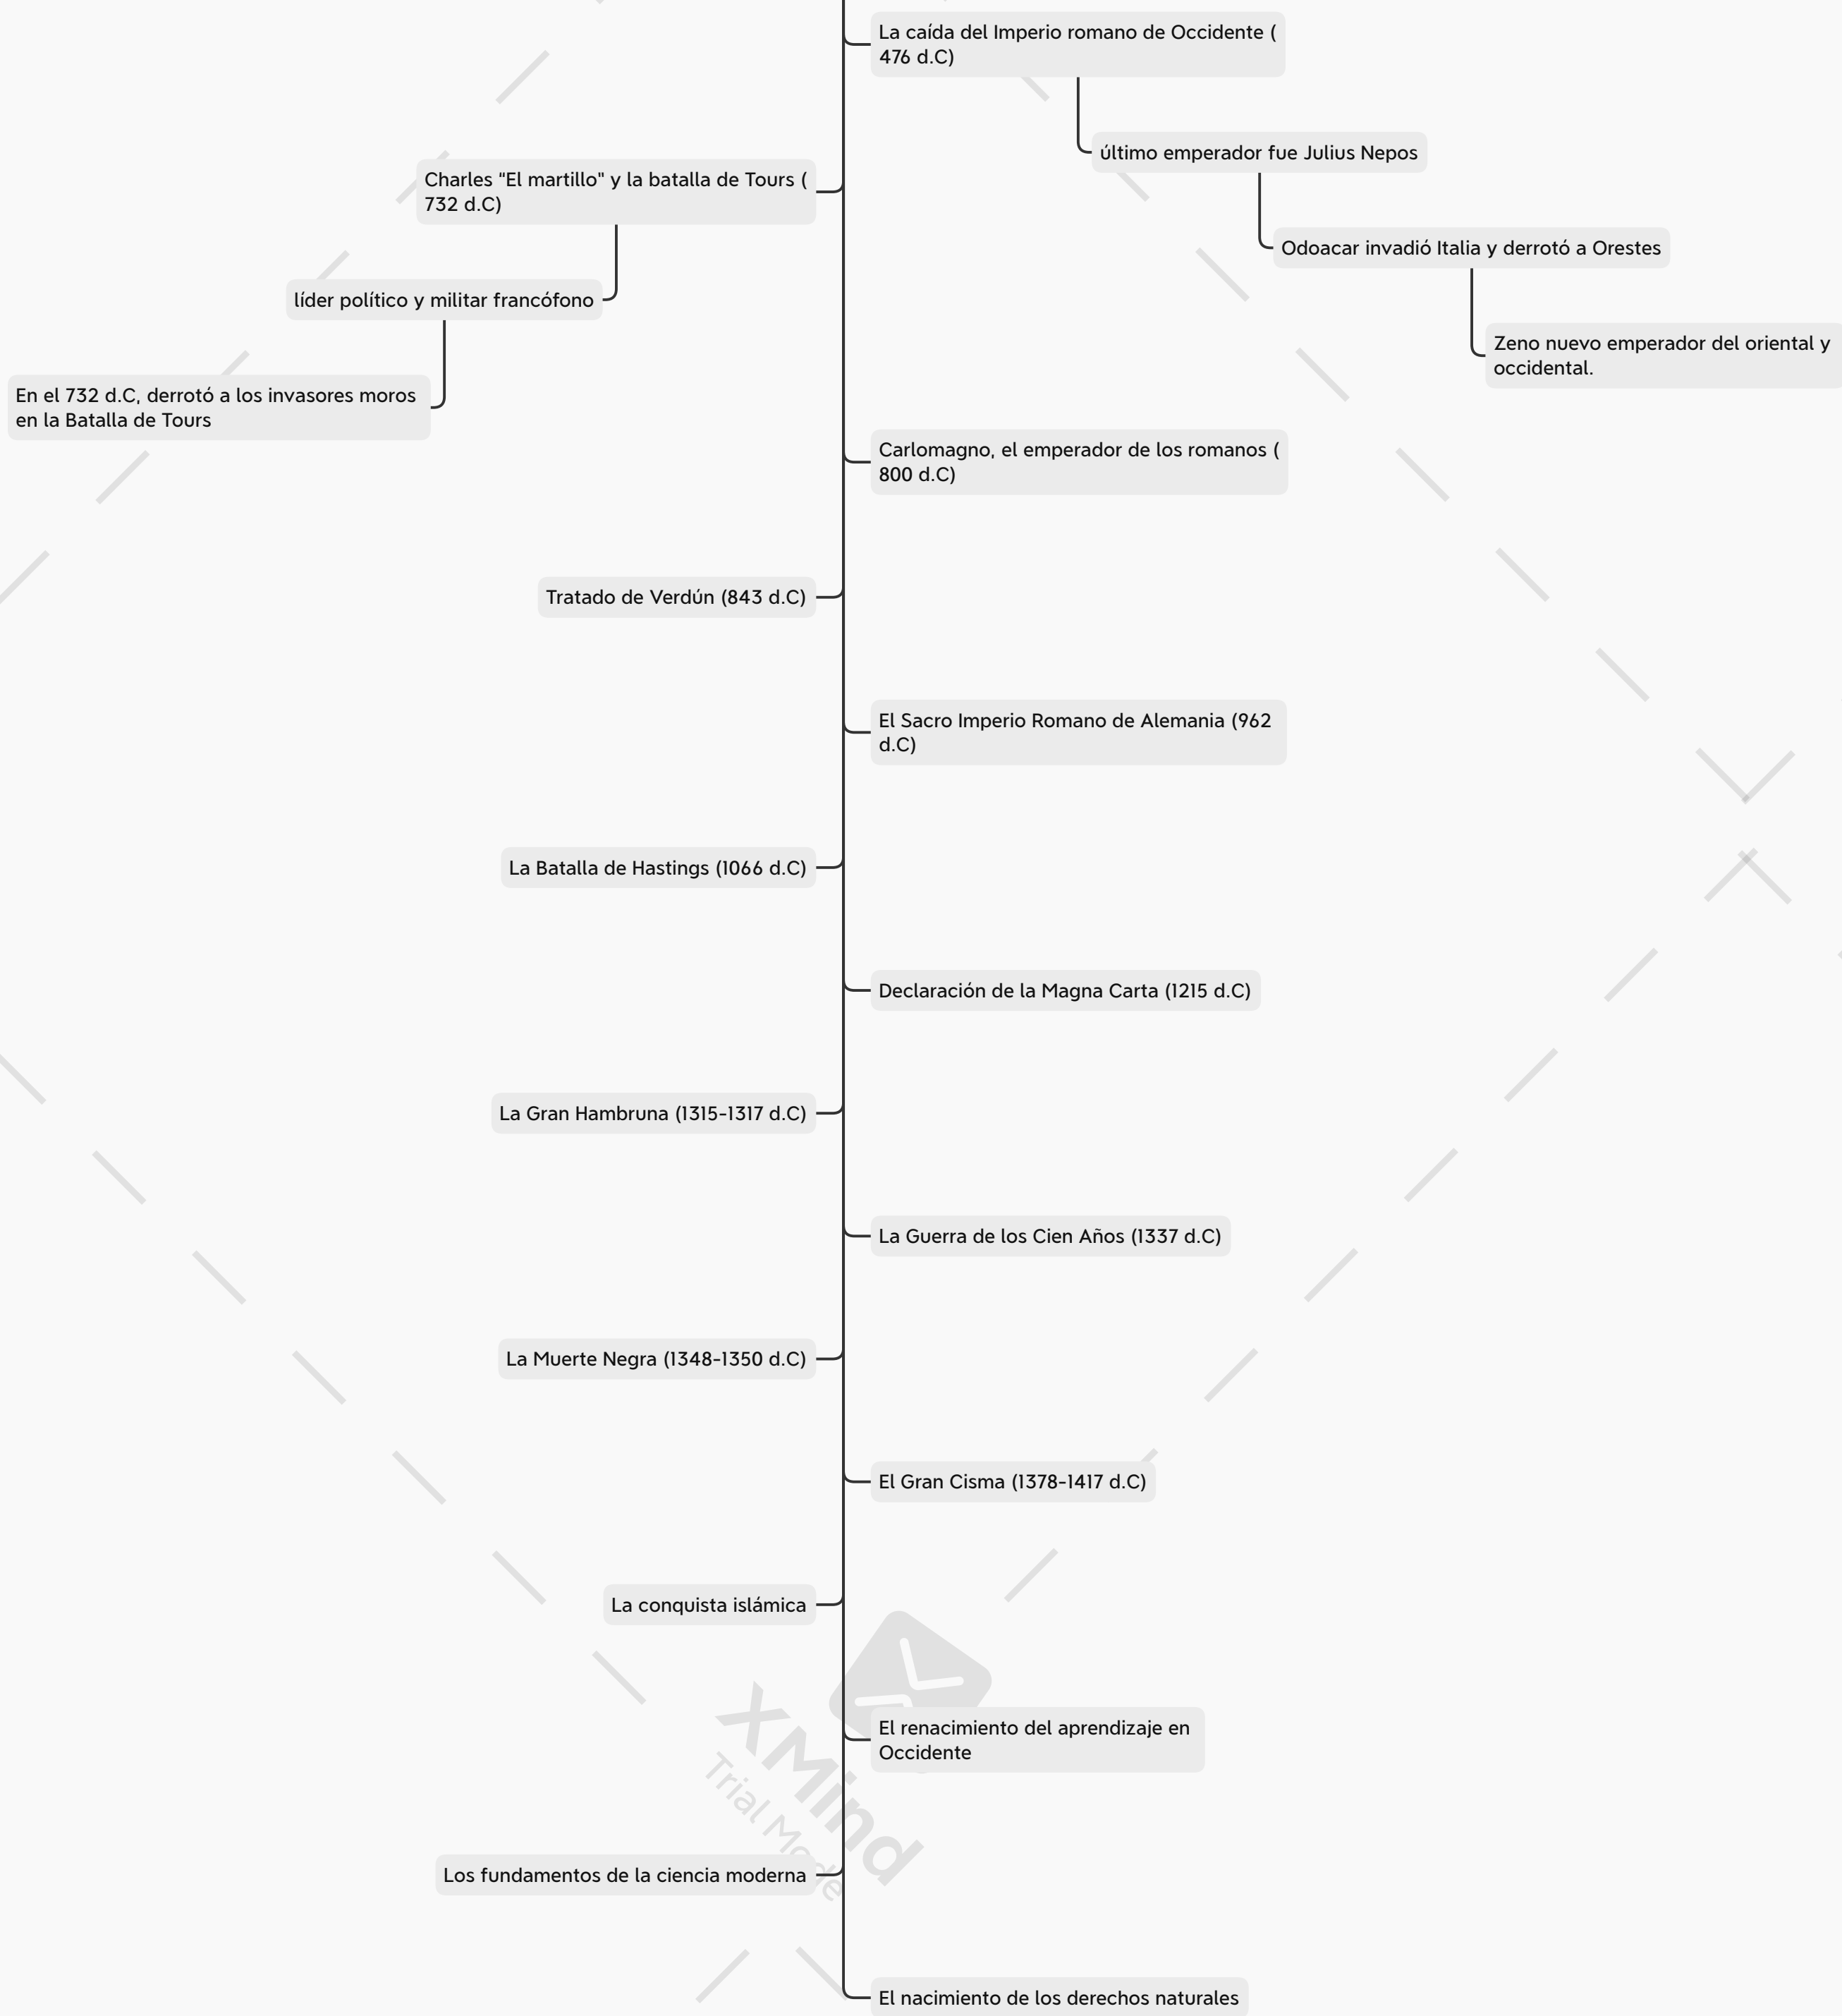 La caída del Imperio romano de Occidente (
476 d.C)
último emperador fue Julius Nepos
Odoacar invadió Italia y derrotó a Orestes
Zeno nuevo emperador del oriental y
occidental.
Charles "El martillo" y la batalla de Tours (
732 d.C)
líder político y militar francófono
En el 732 d.C, derrotó a los invasores moros
en la Batalla de Tours
Carlomagno, el emperador de los romanos (
800 d.C)
Tratado de Verdún (843 d.C)
El Sacro Imperio Romano de Alemania (962
d.C)
La Batalla de Hastings (1066 d.C)
Declaración de la Magna Carta (1215 d.C)
La Gran Hambruna (1315-1317 d.C)
La Guerra de los Cien Años (1337 d.C)
La Muerte Negra (1348-1350 d.C)
El Gran Cisma (1378-1417 d.C)
La conquista islámica
El renacimiento del aprendizaje en
Occidente
XMind
Trial Mode
Los fundamentos de la ciencia moderna
El nacimiento de los derechos naturales